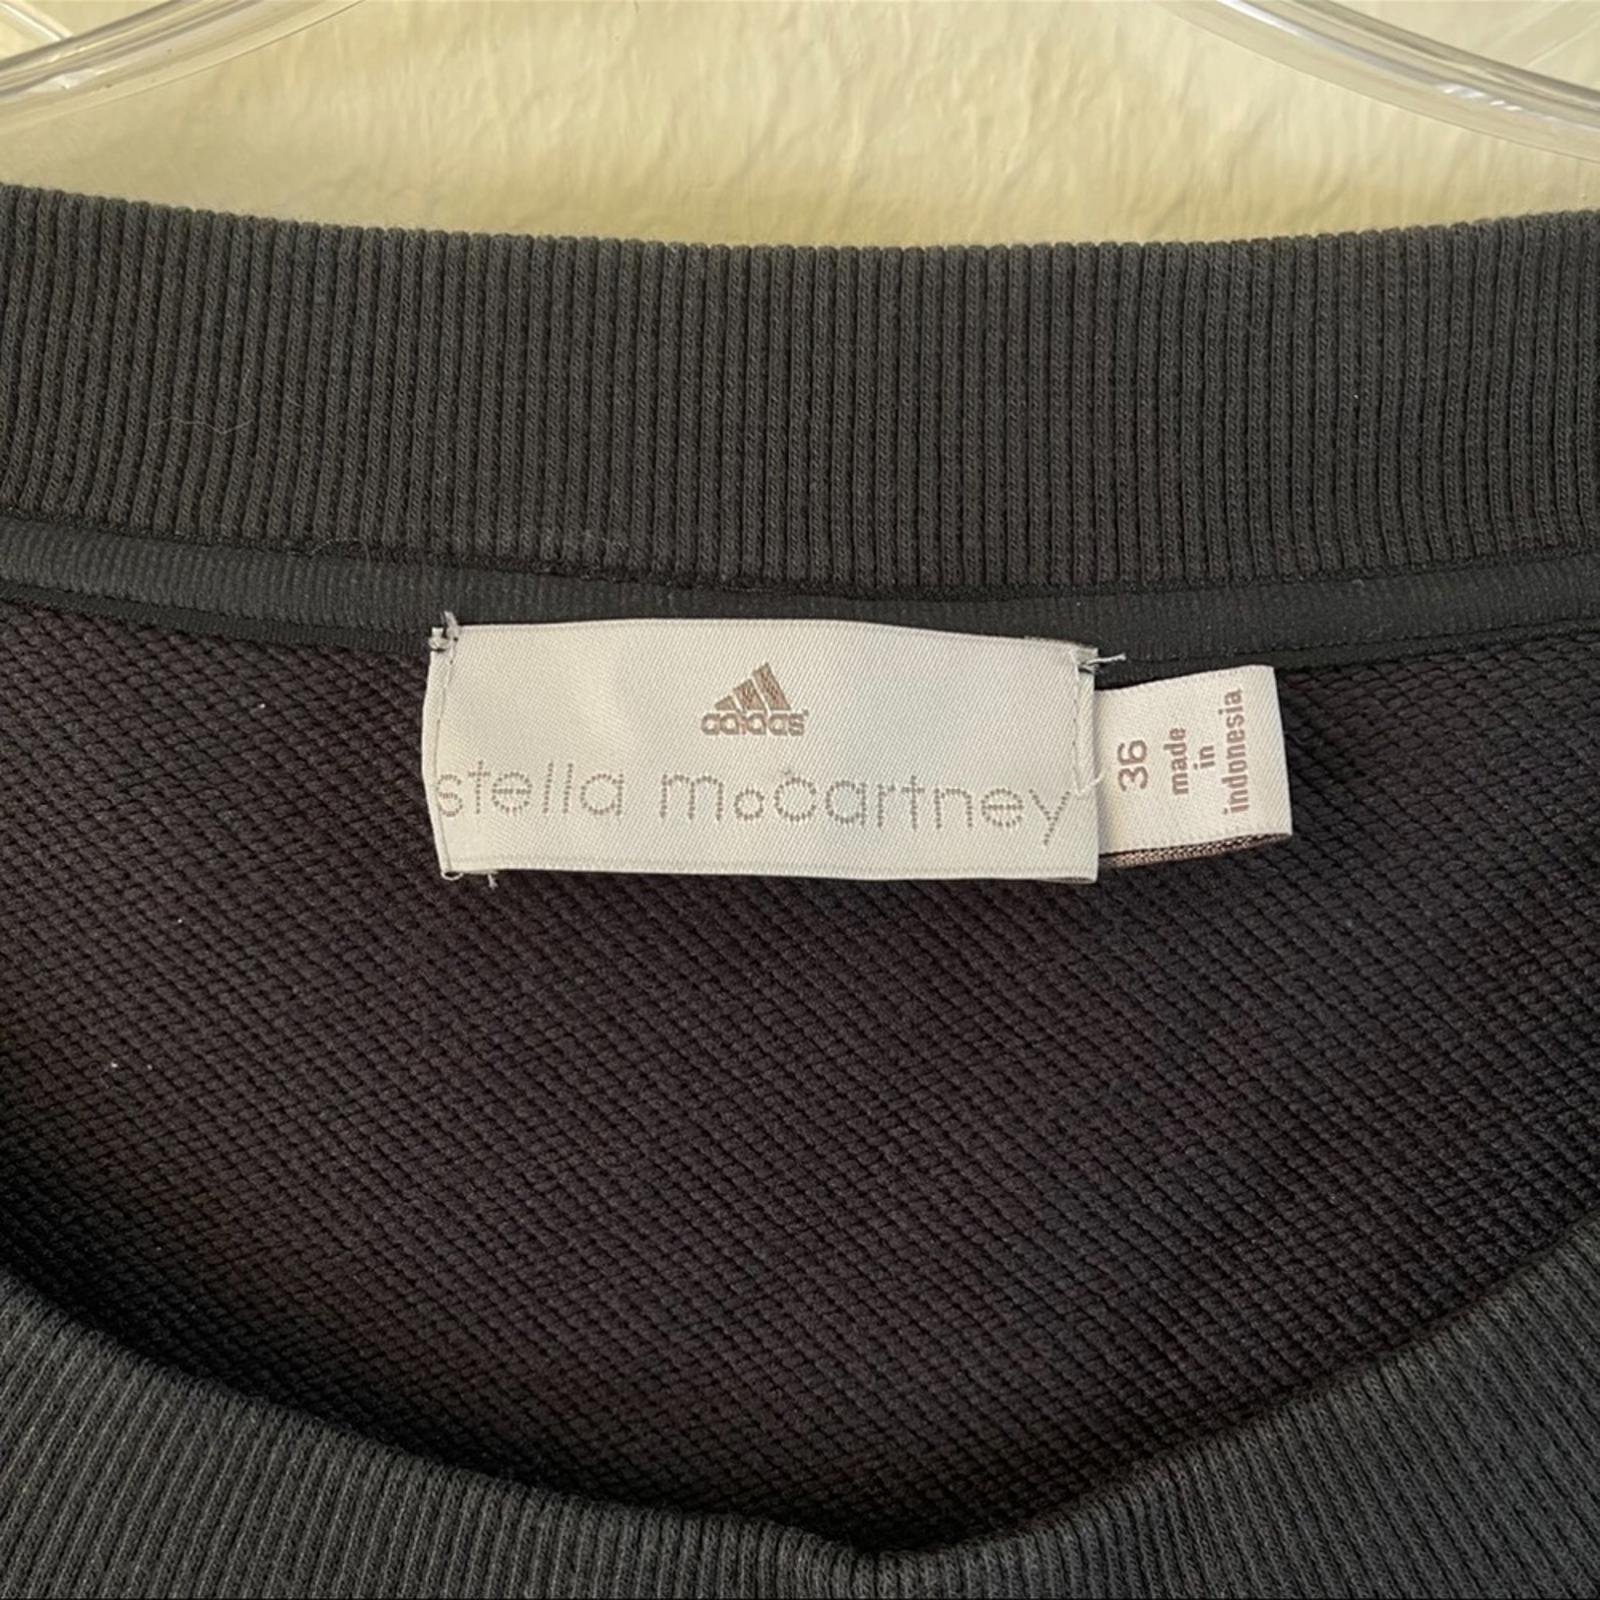 adidas
stella mccartney
36
made
in
indonesia